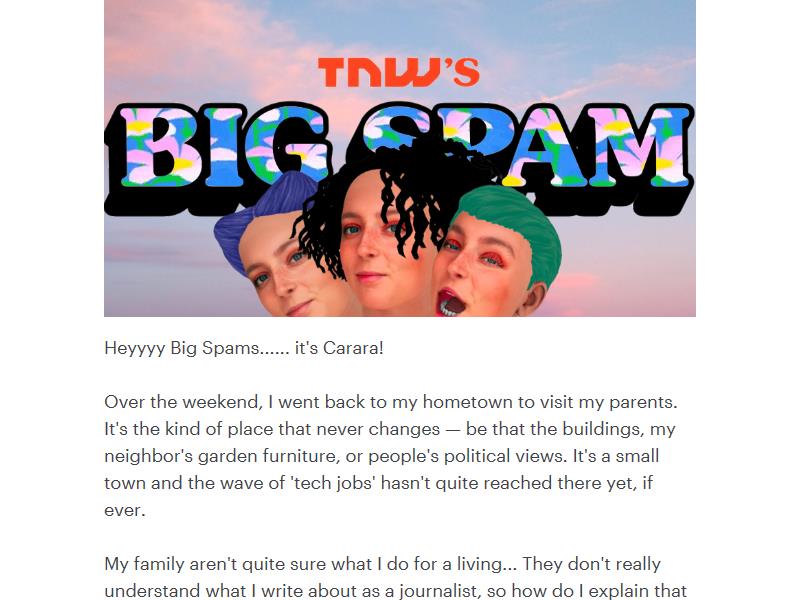 TNW'S
BIG SPAM
Heyyyy Big Spams...... it's Carara!
Over the weekend, I went back to my hometown to visit my parents.
It's the kind of place that never changes — be that the buildings, my
neighbor's garden furniture, or people's political views. It's a small
town and the wave of 'tech jobs' hasn't quite reached there yet, if
ever.
My family aren't quite sure what I do for a living... They don't really
understand what I write about as a journalist, so how do I explain that